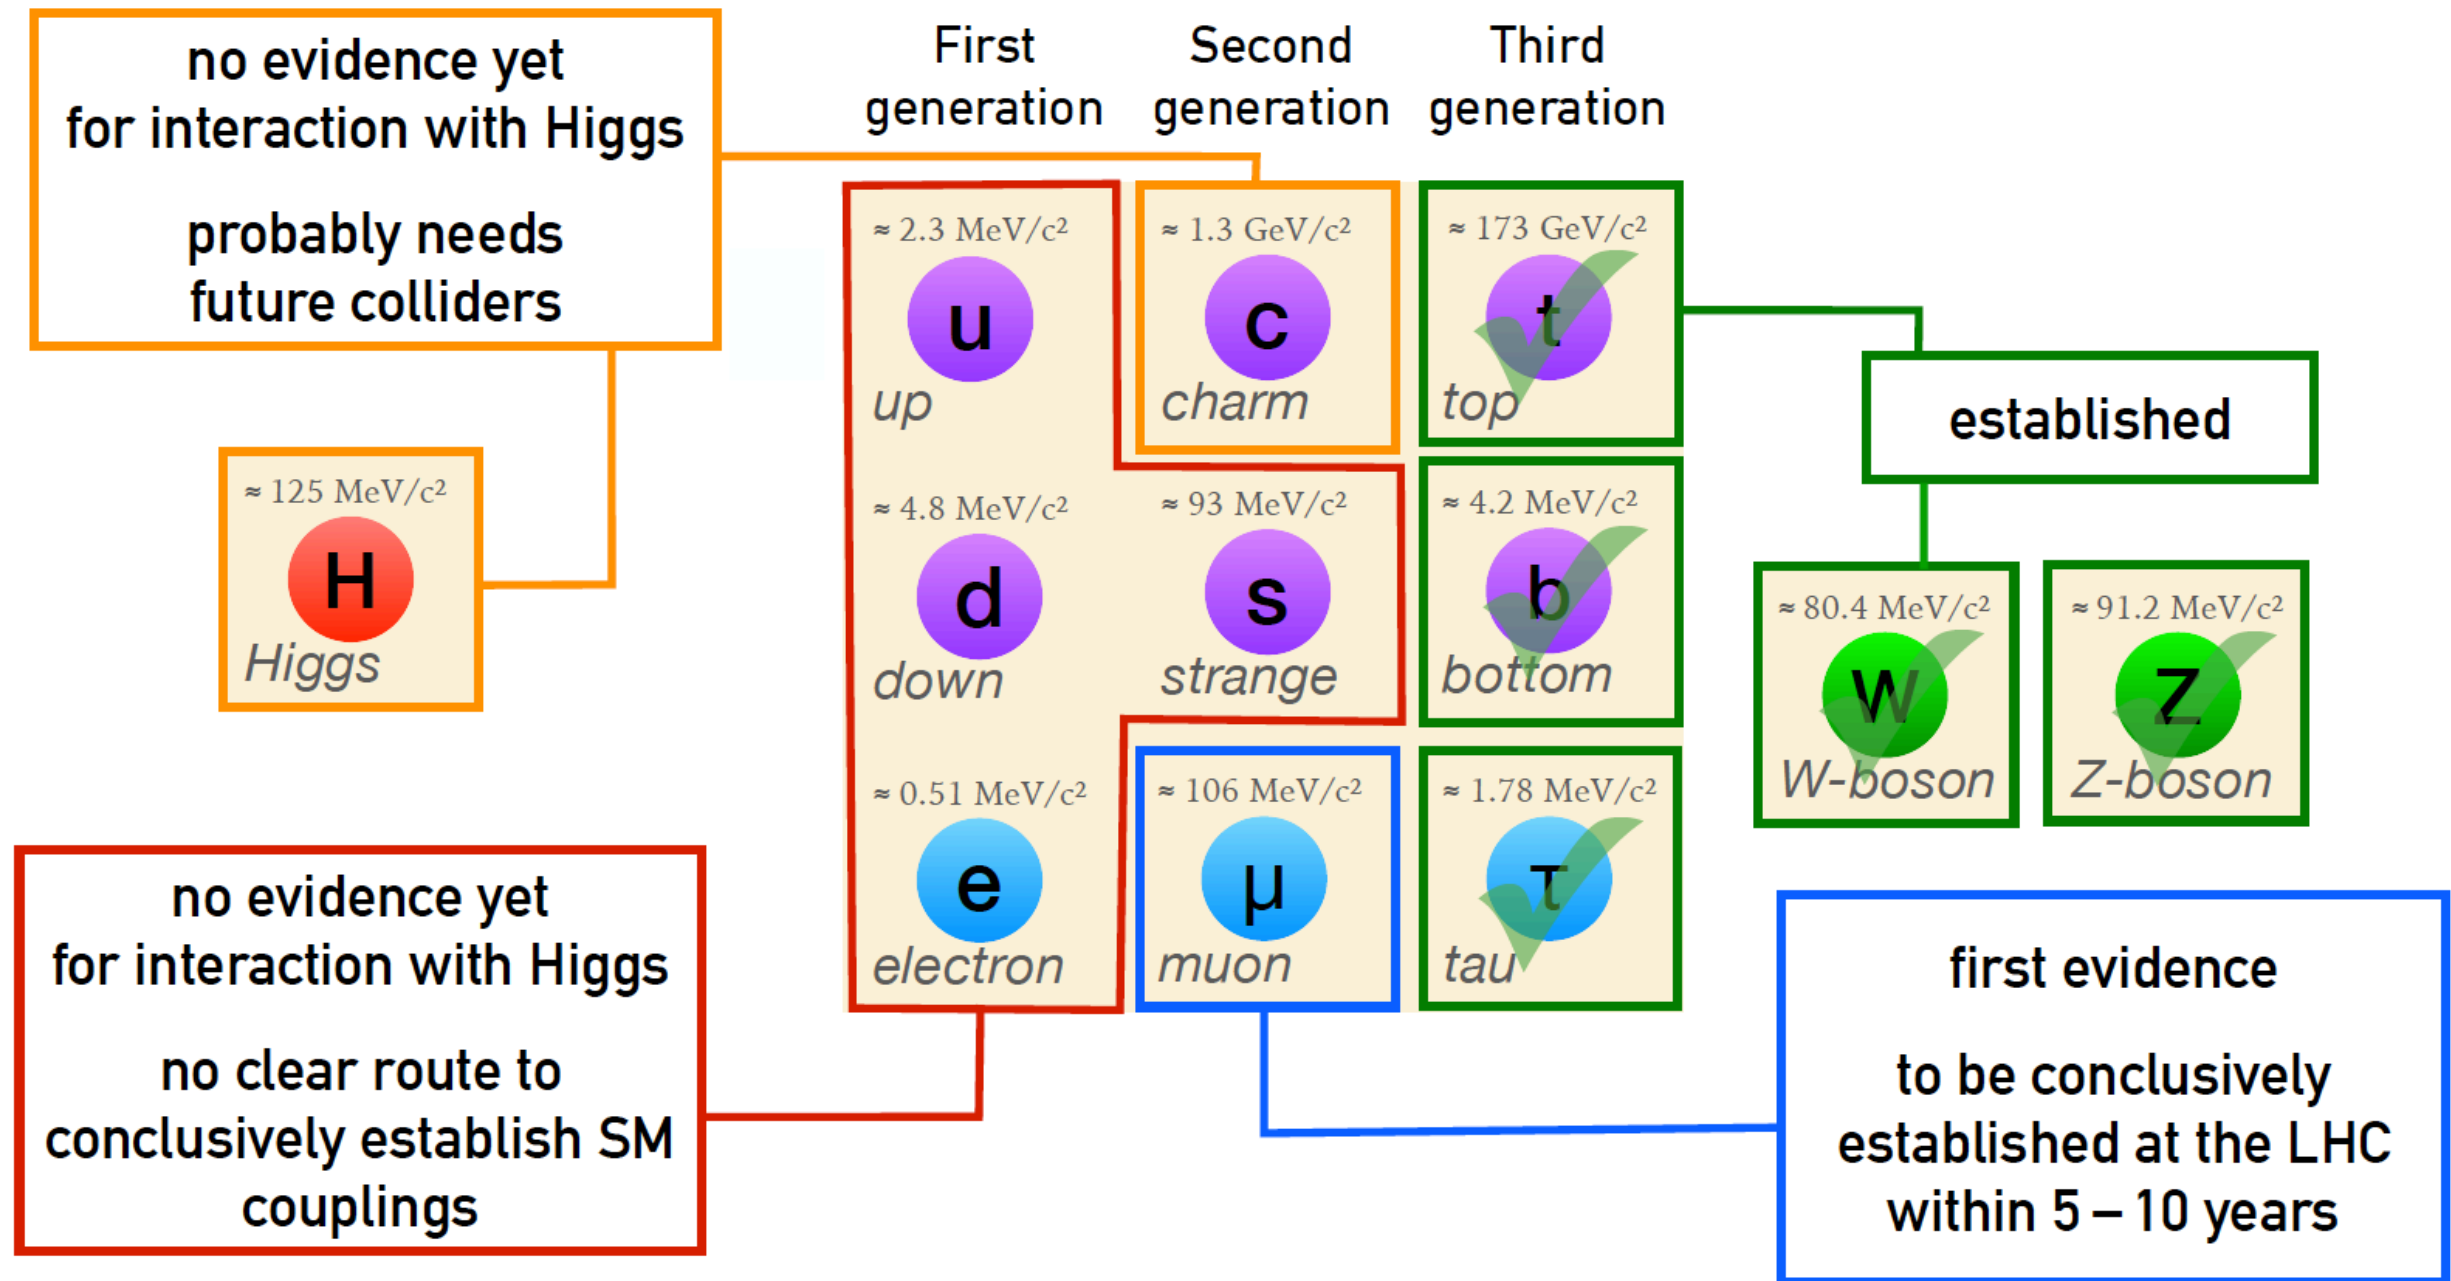 no evidence yet
for interaction with Higgs
probably needs
future colliders
First
generation
Second
generation
Third
generation
≈ 2.3 MeV/c²
u
up
≈ 1.3 GeV/c²
c
charm
≈ 173 GeV/c²
t
top
established
≈ 125 MeV/c²
H
Higgs
≈ 4.8 MeV/c²
d
down
≈ 93 MeV/c²
s
strange
≈ 4.2 MeV/c²
b
bottom
≈ 80.4 MeV/c²
W
W-boson
≈ 91.2 MeV/c²
Z
Z-boson
≈ 0.51 MeV/c²
e
electron
≈ 106 MeV/c²
μ
muon
≈ 1.78 MeV/c²
τ
tau
no evidence yet
for interaction with Higgs
no clear route to
conclusively establish SM
couplings
first evidence
to be conclusively
established at the LHC
within 5 – 10 years